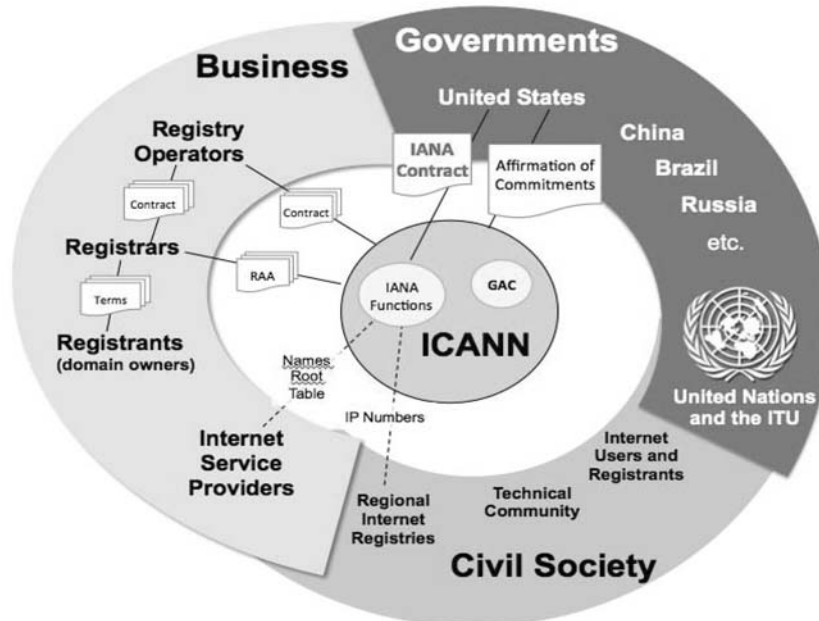 Governments
Business
United States
Registry
Operators
China
IANA
Contract
Affirmation of
Commitments
Brazil
Contract
Contract
Russia
Registrars
etc.
RAA
IANA
Functions
GAC
Terms
Registrants
(domain owners)
ICANN
Names
Root
Table
United Nations
and the ITU
IP Numbers
Internet
Service
Providers
Internet
Users and
Registrants
Regional
Internet
Registries
Technical
Community
Civil Society